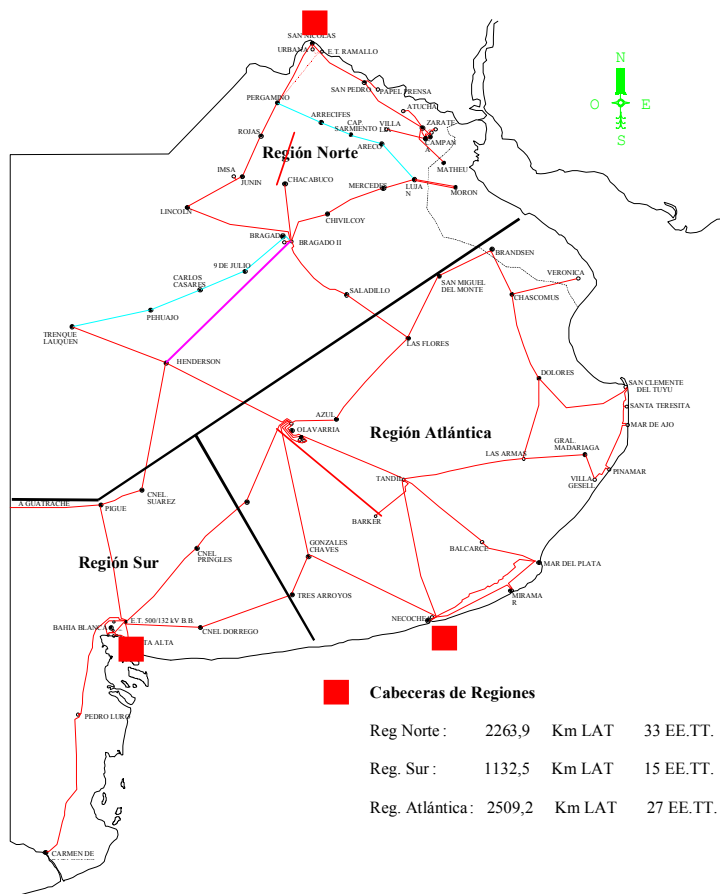 SAN NICOLAS
URBANA
E.T. RAMALLO
N
O
E
S
SAN PEDRO
PAPEL PRENSA
ATUCHA
PERGAMINO
ARRECIFES
CAP.
SARMIENTO
VILLA
ZARATE
CAMPAN
A
ROJAS
ARECO
Región Norte
MATHEU
IMSA
JUNIN
CHACABUCO
MERCEDES
LUJA
N
MORON
LINCOLN
CHIVILCOY
BRAGADO
BRAGADO II
BRANDSEN
9 DE JULIO
CARLOS
CASARES
SAN MIGUEL
DEL MONTE
VERONICA
SALADILLO
CHASCOMUS
PEHUAJO
TRENQUE
LAUQUEN
LAS FLORES
HENDERSON
DOLORES
SAN CLEMENTE
DEL TUYU
SANTA TERESITA
AZUL
OLAVARRIA
Región Atlántica
MAR DE AJO
GRAL.
MADARIAGA
LAS ARMAS
PINAMAR
VILLA
GESELL
TANDIL
CNEL
SUAREZ
A GUATRACHE
PIGUE
BARKER
BALCARCE
CNEL
PRINGLES
GONZALES
CHAVES
Región Sur
MAR DEL PLATA
TRES ARROYOS
MIRAMA
R
NECOCHE
E.T. 500/132 kV B.B.
BAHIA BLANCA
CNEL DORREGO
TA ALTA
Cabeceras de Regiones
PEDRO LURO
Reg Norte : 2263,9 Km LAT 33 EE.TT.
Reg. Sur : 1132,5 Km LAT 15 EE.TT.
Reg. Atlántica : 2509,2 Km LAT 27 EE.TT.
CARMEN DE